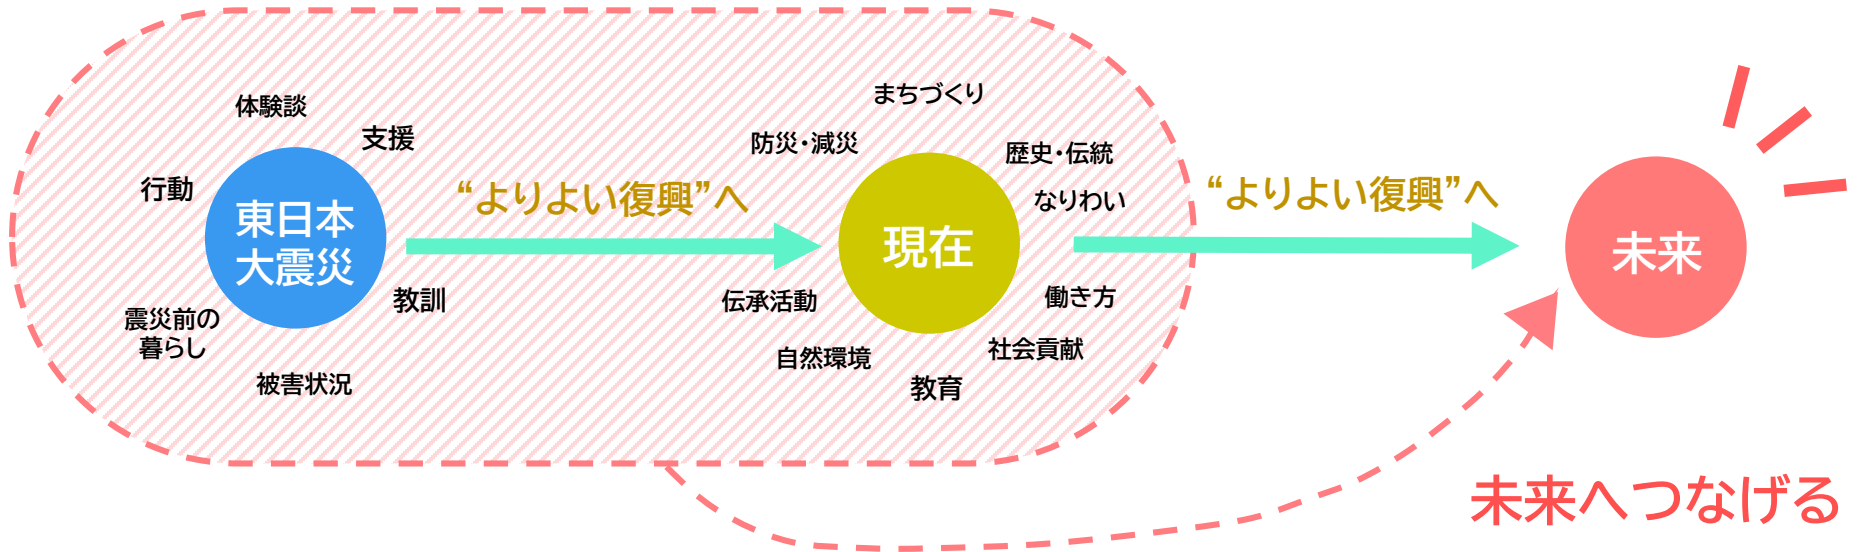 体験談
支援
行動
東日本
大震災
教訓
震災前の
暮らし
被害状況
“よりよい復興”へ
まちづくり
防災・減災
歴史・伝統
なりわい
現在
伝承活動
働き方
自然環境
社会貢献
教育
“よりよい復興”へ
未来
未来へつなげる